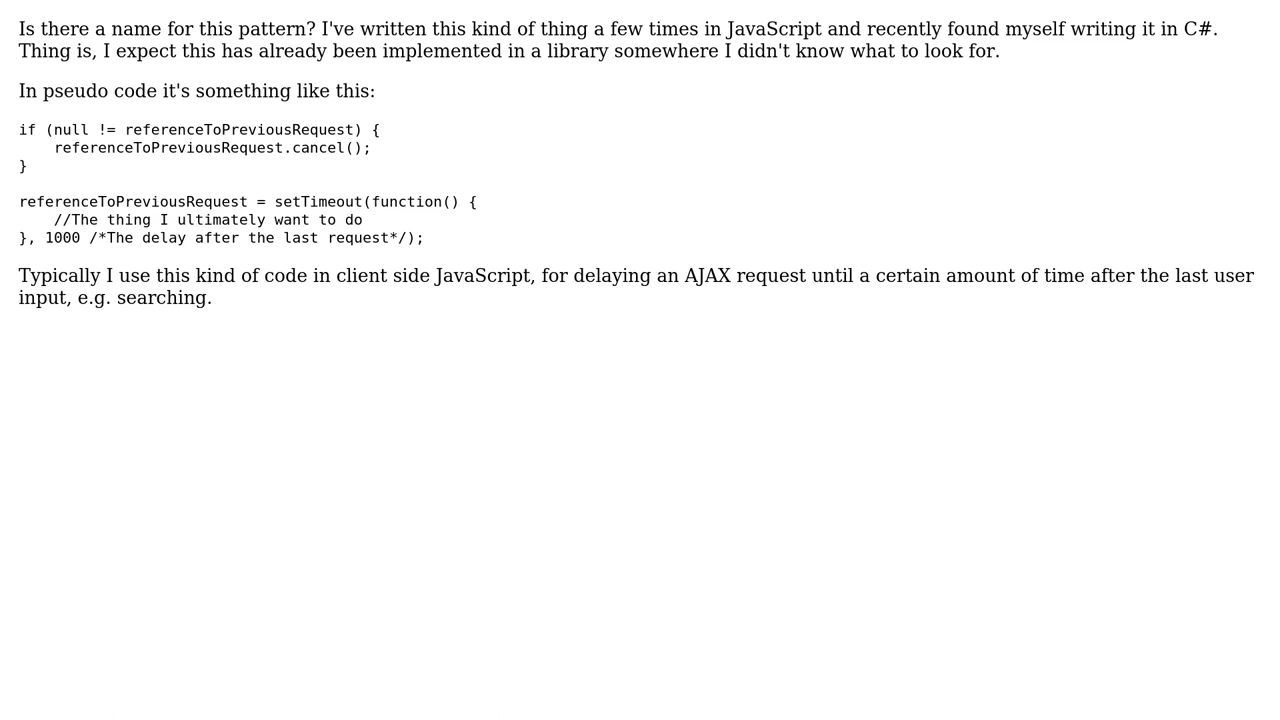 Is there a name for this pattern? I've written this kind of thing a few times in JavaScript and recently found myself writing it in C#.
Thing is, I expect this has already been implemented in a library somewhere I didn't know what to look for.
In pseudo code it's something like this:
if (null != referenceToPreviousRequest) {
    referenceToPreviousRequest.cancel();
}
referenceToPreviousRequest = setTimeout(function() {
    //The thing I ultimately want to do
}, 1000 /*The delay after the last request*/);
Typically I use this kind of code in client side JavaScript, for delaying an AJAX request until a certain amount of time after the last user
input, e.g. searching.